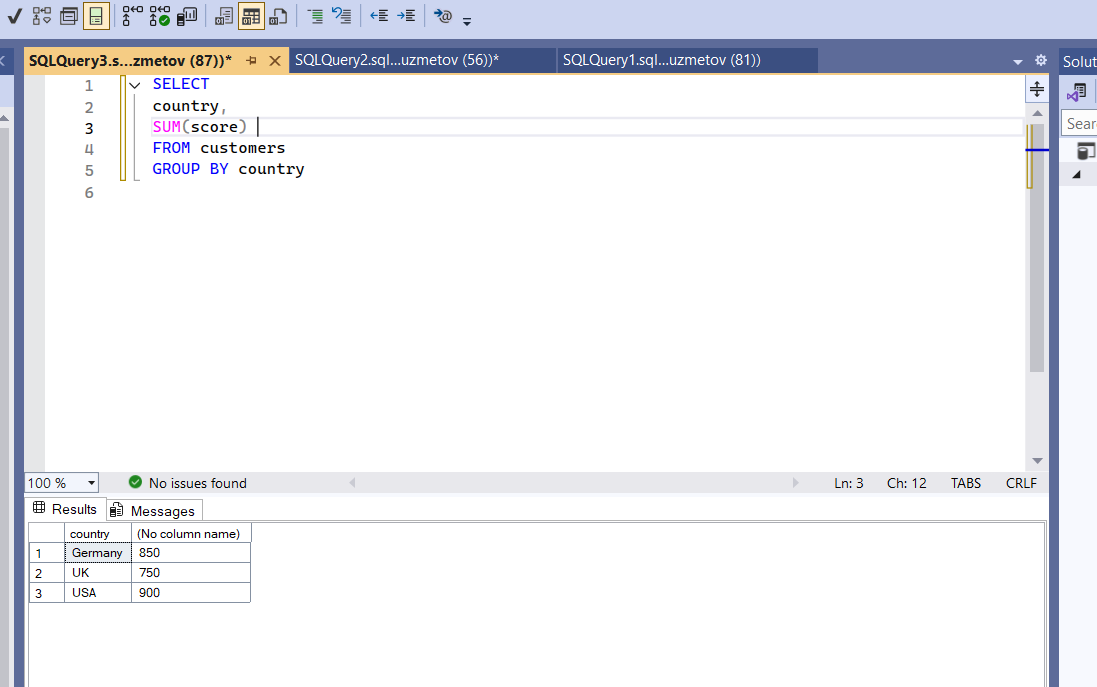 SQLQuery3.s...zmetov (87))*
SQLQuery2.sql...uzmetov (56))*
SQLQuery1.sql...uzmetov (81))
Solut
1 SELECT
2 country,
3 SUM(score)
4 FROM customers
5 GROUP BY country
6
Sear
100 %
No issues found
Ln: 3
Ch: 12
TABS
CRLF
Results
Messages
country (No column name)
1 Germany 850
2 UK 750
3 USA 900